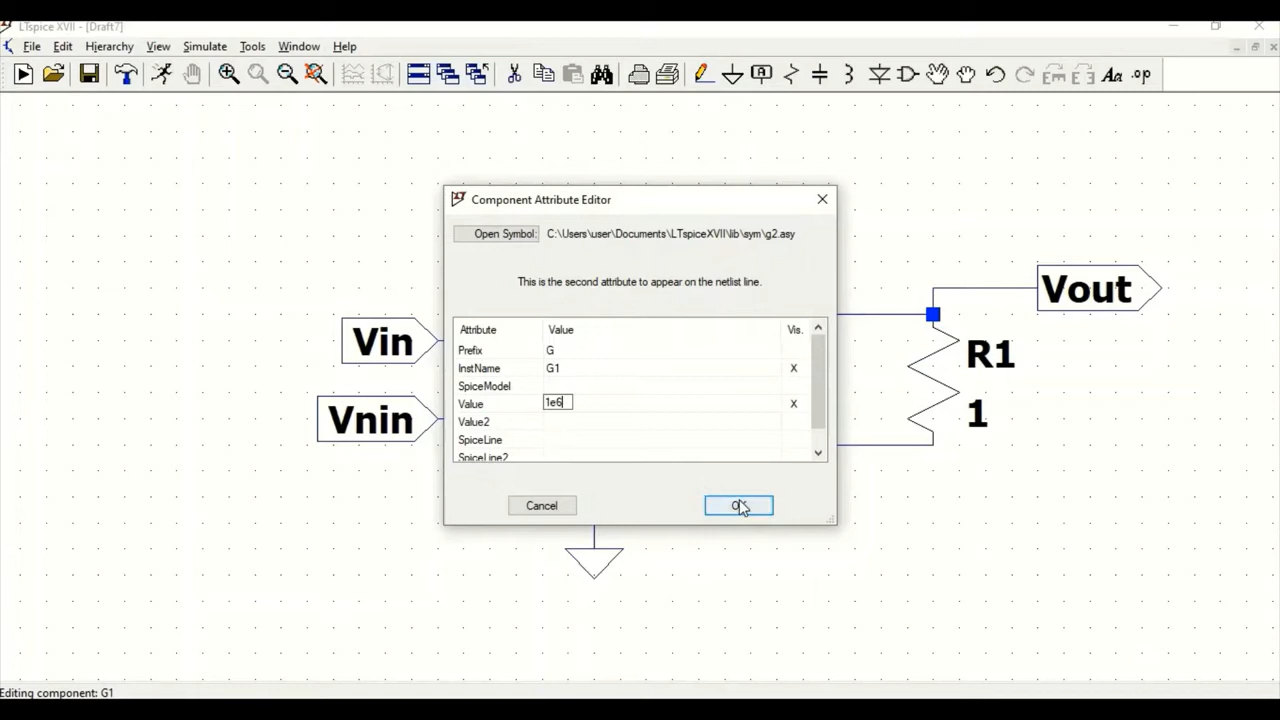 LTspice XVII - [Draft7]
File Edit Hierarchy View Simulate Tools Window Help
Aa .op
Component Attribute Editor
Open Symbol: C:\Users\user\Documents\LTspiceXVII\lib\sym\g2.asy
This is the second attribute to appear on the netlist line.
Attribute Value Vis.
Prefix G
InstName G1 X
SpiceModel
Value 1e6 X
Value2
SpiceLine
SpiceLine2
Cancel
Vin
Vnin
Vout
R1
1
Editing component: G1